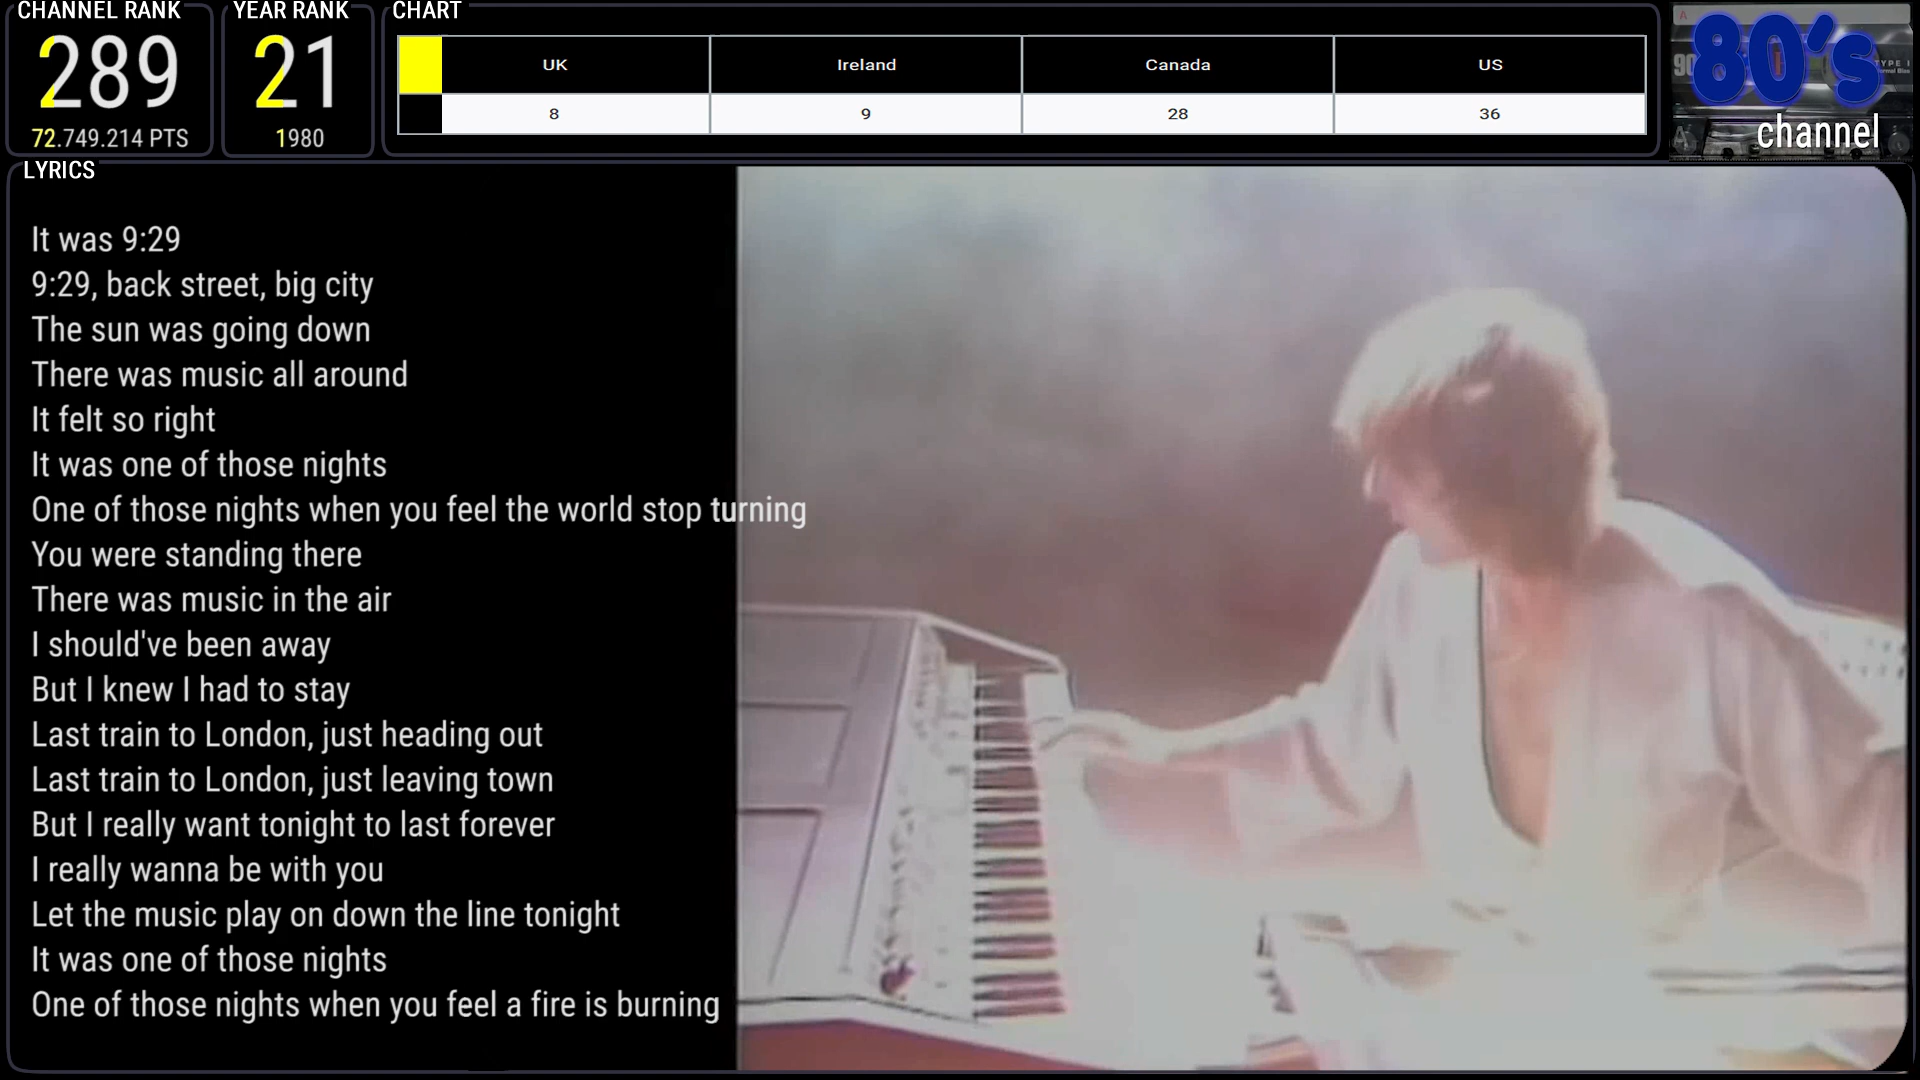 CHANNEL RANK
289
72.749.214 PTS
YEAR RANK
21
1980
CHART
UK Ireland Canada US
8 9 28 36
80's
channel
LYRICS
It was 9:29
9:29, back street, big city
The sun was going down
There was music all around
It felt so right
It was one of those nights
One of those nights when you feel the world stop turning
You were standing there
There was music in the air
I should've been away
But I knew I had to stay
Last train to London, just heading out
Last train to London, just leaving town
But I really want tonight to last forever
I really wanna be with you
Let the music play on down the line tonight
It was one of those nights
One of those nights when you feel a fire is burning